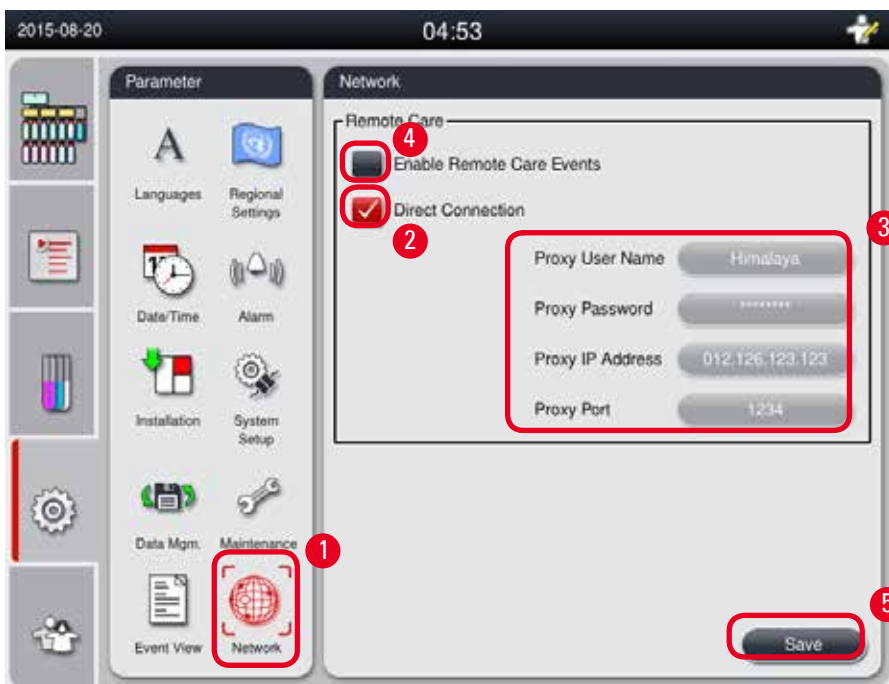 2015-08-20
04:53
Parameter
Languages
Regional
Settings
Date/Time
Alarm
Installation
System
Setup
Data Mgm.
Maintenance
Event View
Network
1
Network
Remote Care
4
Enable Remote Care Events
Direct Connection
2
3
Proxy User Name
Himalaya
Proxy Password
********
Proxy IP Address
012.126.123.123
Proxy Port
1234
5
Save